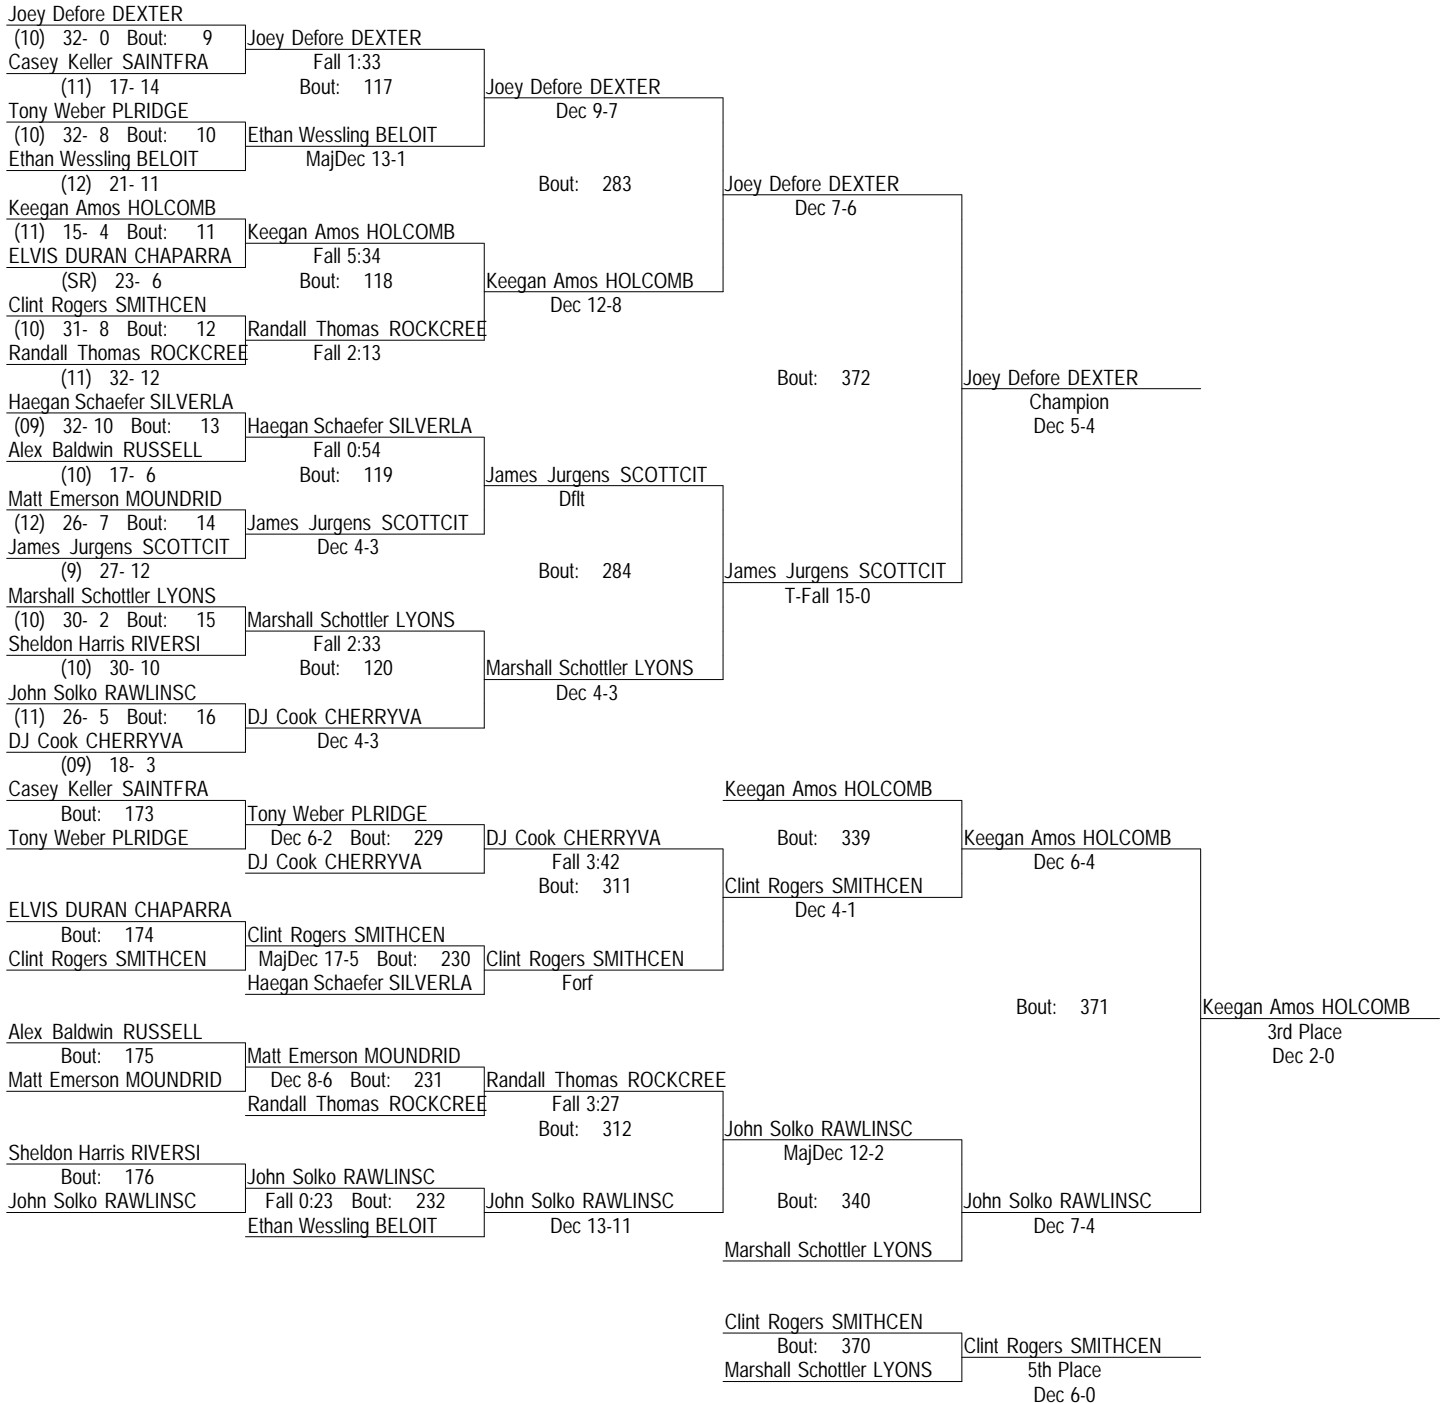 Joey Defore DEXTER
(10) 32- 0 Bout: 9 Joey Defore DEXTER
Casey Keller SAINTFRA Fall 1:33
(11) 17- 14 Bout: 117 Joey Defore DEXTER
Tony Weber PLRIDGE Dec 9-7
(10) 32- 8 Bout: 10 Ethan Wessling BELOIT
Ethan Wessling BELOIT MajDec 13-1
(12) 21- 11 Bout: 283 Joey Defore DEXTER
Keegan Amos HOLCOMB Dec 7-6
(11) 15- 4 Bout: 11 Keegan Amos HOLCOMB
ELVIS DURAN CHAPARRA Fall 5:34
(SR) 23- 6 Bout: 118 Keegan Amos HOLCOMB
Clint Rogers SMITHCEN Dec 12-8
(10) 31- 8 Bout: 12 Randall Thomas ROCKCREE
Randall Thomas ROCKCREE Fall 2:13
(11) 32- 12 Bout: 372 Joey Defore DEXTER
Haegan Schaefer SILVERLA Champion
(09) 32- 10 Bout: 13 Haegan Schaefer SILVERLA Dec 5-4
Alex Baldwin RUSSELL Fall 0:54
(10) 17- 6 Bout: 119 James Jurgens SCOTTCIT
Matt Emerson MOUNDRID Dflt
(12) 26- 7 Bout: 14 James Jurgens SCOTTCIT
James Jurgens SCOTTCIT Dec 4-3
(9) 27- 12 Bout: 284 James Jurgens SCOTTCIT
Marshall Schottler LYONS T-Fall 15-0
(10) 30- 2 Bout: 15 Marshall Schottler LYONS
Sheldon Harris RIVERSI Fall 2:33
(10) 30- 10 Bout: 120 Marshall Schottler LYONS
John Solko RAWLINSC Dec 4-3
(11) 26- 5 Bout: 16 DJ Cook CHERRYVA
DJ Cook CHERRYVA Dec 4-3
(09) 18- 3
Casey Keller SAINTFRA Keegan Amos HOLCOMB
Bout: 173 Tony Weber PLRIDGE
Tony Weber PLRIDGE Dec 6-2 Bout: 229 DJ Cook CHERRYVA Bout: 339 Keegan Amos HOLCOMB
DJ Cook CHERRYVA Fall 3:42 Dec 6-4
Bout: 311 Clint Rogers SMITHCEN
ELVIS DURAN CHAPARRA Dec 4-1
Bout: 174 Clint Rogers SMITHCEN
Clint Rogers SMITHCEN MajDec 17-5 Bout: 230 Clint Rogers SMITHCEN
Haegan Schaefer SILVERLA Forf
Bout: 371 Keegan Amos HOLCOMB
Alex Baldwin RUSSELL 3rd Place
Bout: 175 Matt Emerson MOUNDRID Dec 2-0
Matt Emerson MOUNDRID Dec 8-6 Bout: 231 Randall Thomas ROCKCREE
Randall Thomas ROCKCREE Fall 3:27
Bout: 312 John Solko RAWLINSC
Sheldon Harris RIVERSI MajDec 12-2
Bout: 176 John Solko RAWLINSC
John Solko RAWLINSC Fall 0:23 Bout: 232 John Solko RAWLINSC Bout: 340 John Solko RAWLINSC
Ethan Wessling BELOIT Dec 13-11 Dec 7-4
Marshall Schottler LYONS
Clint Rogers SMITHCEN
Bout: 370 Clint Rogers SMITHCEN
Marshall Schottler LYONS 5th Place
Dec 6-0